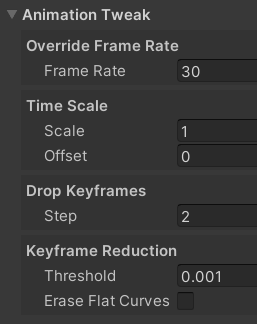 Animation Tweak
Override Frame Rate
Frame Rate 30
Time Scale
Scale 1
Offset 0
Drop Keyframes
Step 2
Keyframe Reduction
Threshold 0.001
Erase Flat Curves